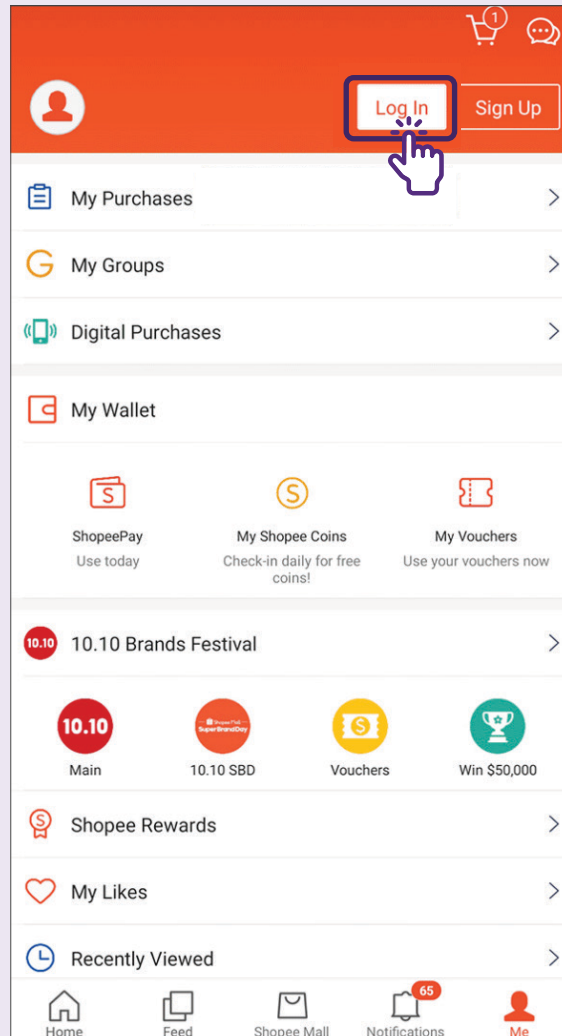 1
Log In
Sign Up
My Purchases
My Groups
Digital Purchases
My Wallet
ShopeePay
Use today
My Shopee Coins
Check-in daily for free
coins!
My Vouchers
Use your vouchers now
10.10
10.10 Brands Festival
10.10
Main
Shopee Mall
SuperBrandDay
10.10 SBD
Vouchers
Win $50,000
Shopee Rewards
My Likes
Recently Viewed
Home
Feed
Shopee Mall
65
Notifications
Me